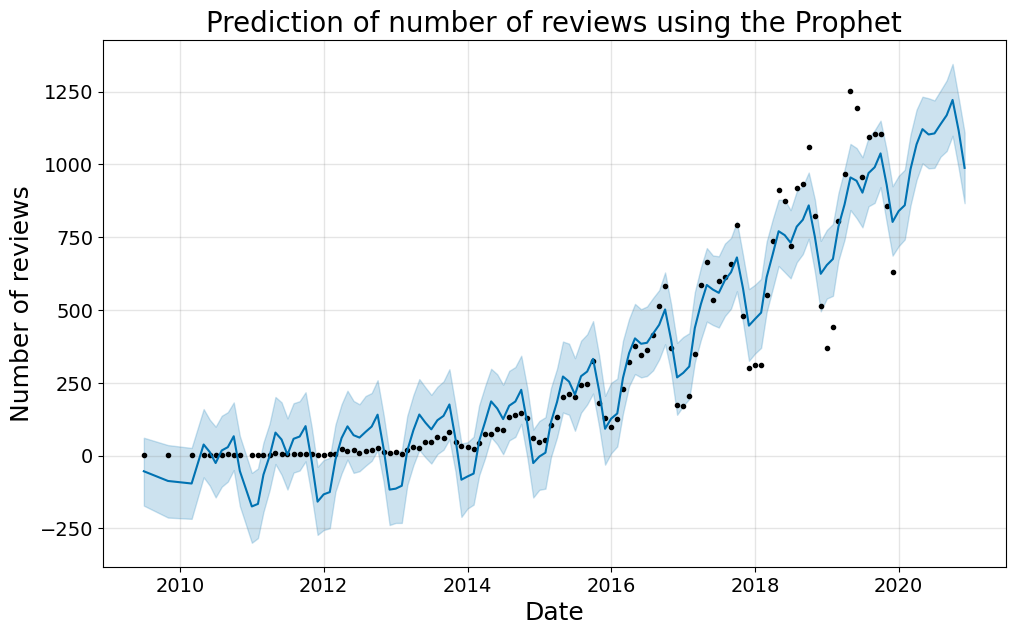 Prediction of number of reviews using the Prophet
1250
1000
750
500
250
0
−250
Number of reviews
2010 2012 2014 2016 2018 2020
Date